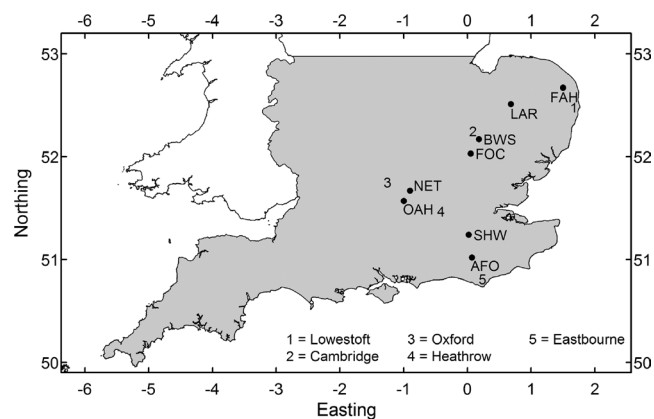 -6 -5 -4 -3 -2 -1 0 1 2
53 53
FAH
1
LAR
2
BWS
52 FOC 52
3 NET
OAH 4
SHW
51 51
AFO
5
1 = Lowestoft 3 = Oxford 5 = Eastbourne
2 = Cambridge 4 = Heathrow
50 50
-6 -5 -4 -3 -2 -1 0 1 2
Northing
Easting